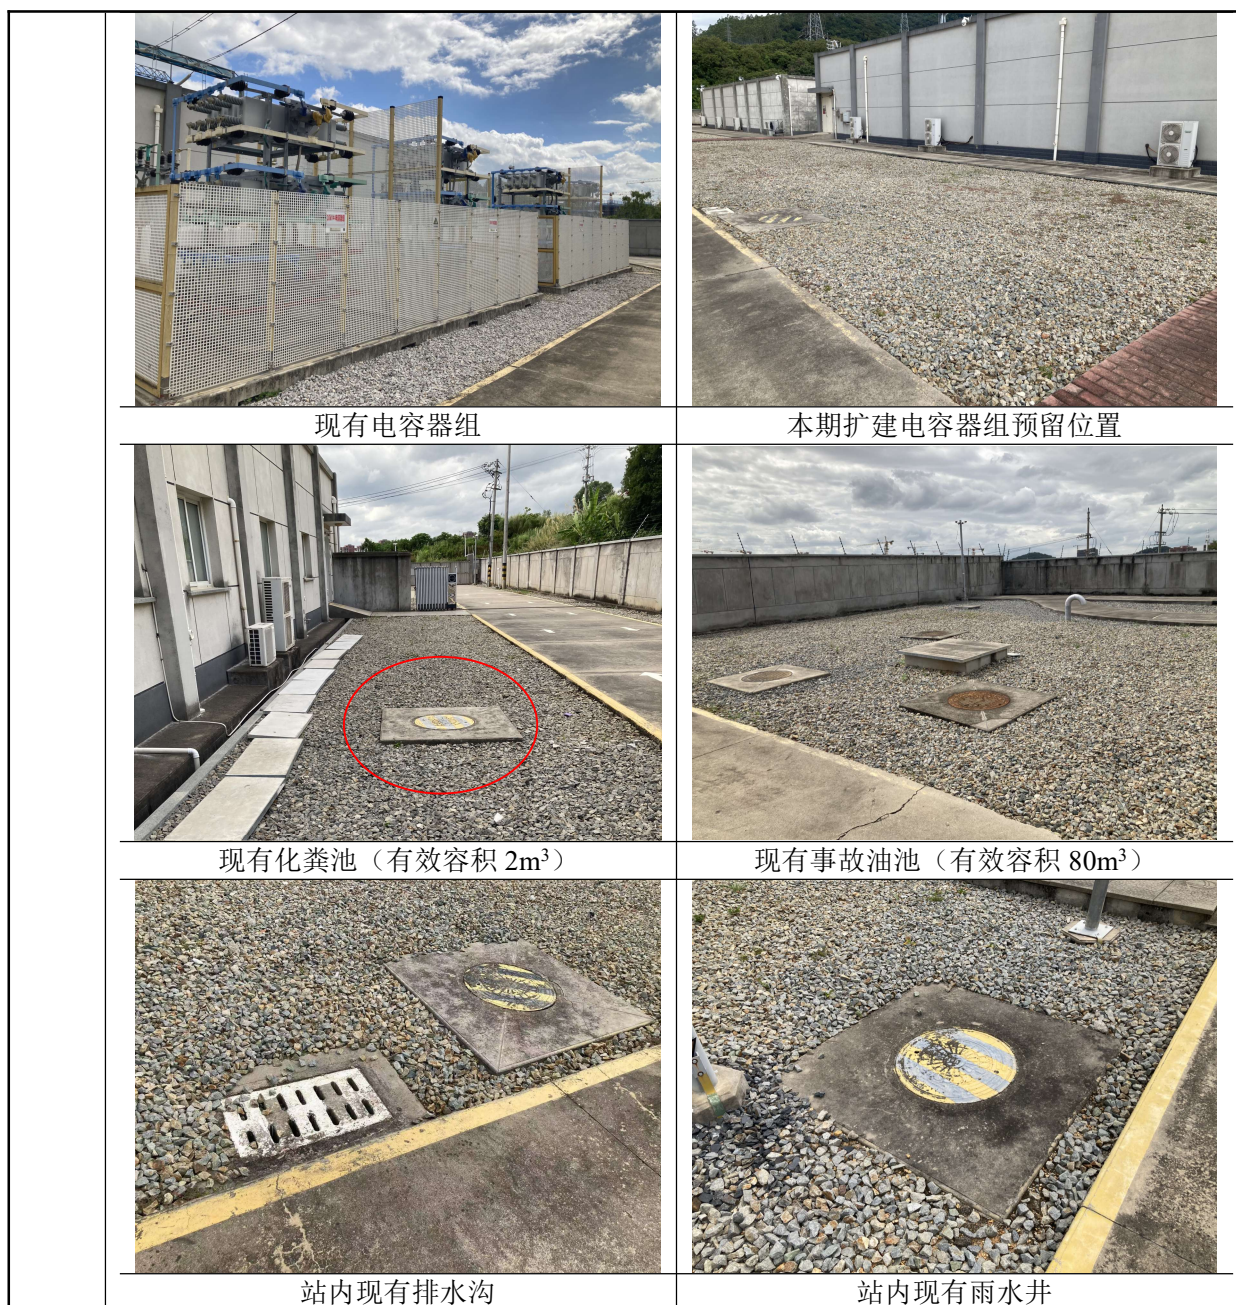 现有电容器组
本期扩建电容器组预留位置
现有化粪池（有效容积 2m³）
现有事故油池（有效容积 80m³）
站内现有排水沟
站内现有雨水井